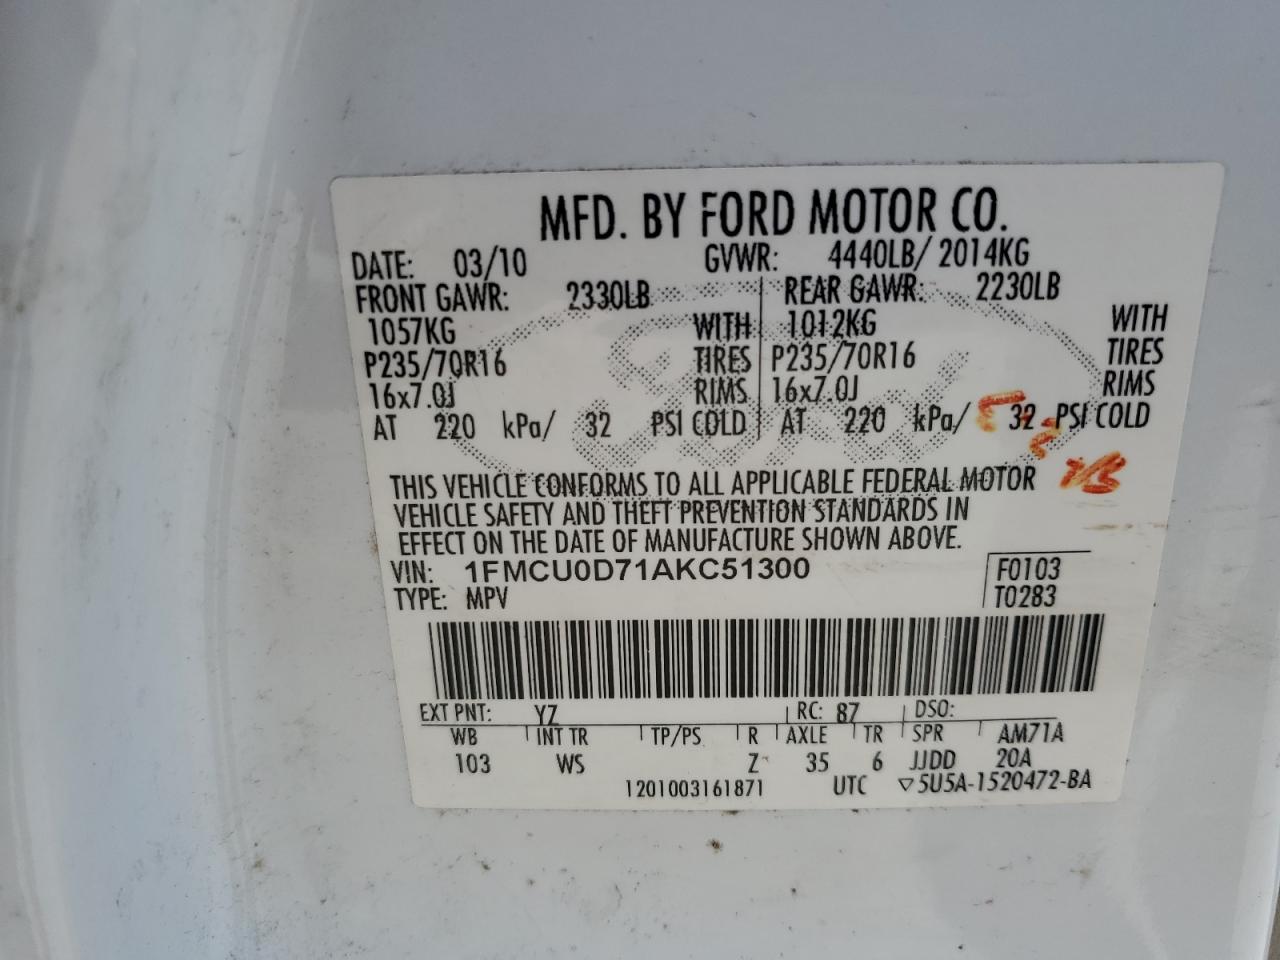 MFD. BY FORD MOTOR CO.
DATE: 03/10 GVWR: 4440LB/ 2014KG
FRONT GAWR: 2330LB REAR GAWR: 2230LB
1057KG WITH 1012KG WITH
P235/70R16 TIRES P235/70R16 TIRES
16x7.0J RIMS 16x7.0J RIMS
AT 220 kPa/ 32 PSI COLD AT 220 kPa/ 32 PSI COLD
THIS VEHICLE CONFORMS TO ALL APPLICABLE FEDERAL MOTOR
VEHICLE SAFETY AND THEFT PREVENTION STANDARDS IN
EFFECT ON THE DATE OF MANUFACTURE SHOWN ABOVE.
VIN: 1FMCU0D71AKC51300 F0103
TYPE: MPV T0283
EXT PNT: YZ RC: 87 DSO:
WB INT TR TP/PS R AXLE TR SPR AM71A
103 WS Z 35 6 JJDD 20A
1201003161871 UTC ▽5U5A-1520472-BA